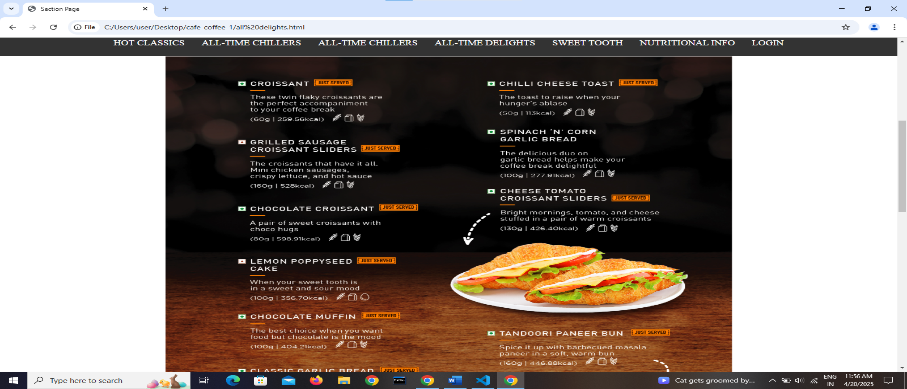 Section Page
File
C:/Users/user/Desktop/cafe-coffee-1/all%20delights.html
HOT CLASSICS
ALL-TIME CHILLERS
ALL-TIME CHILLERS
ALL-TIME DELIGHTS
SWEET TOOTH
NUTRITIONAL INFO
LOGIN
CROISSANT JUST SERVED
These twin flaky croissants are
the perfect accompaniment
to your coffee break
(60g | 259.56kcal)
GRILLED SAUSAGE
CROISSANT SLIDERS JUST SERVED
The croissants that have it all.
Mini chicken sausages,
crispy lettuce, and hot sauce
(160g | 528kcal)
CHOCOLATE CROISSANT JUST SERVED
A pair of sweet croissants with
choco hugs
(80g | 598.91kcal)
LEMON POPPYSEED JUST SERVED
CAKE
When your sweet tooth is
in a sweet and sour mood
(100g | 356.70kcal)
CHOCOLATE MUFFIN JUST SERVED
The best choice when you want
food but chocolate is the mood
(100g | 404.21kcal)
CLASSIC GARLIC BREAD JUST SERVED
CHILLI CHEESE TOAST JUST SERVED
The toast to raise when your
hunger's ablase
(50g | 113kcal)
SPINACH 'N' CORN
GARLIC BREAD
The delicious duo on
garlic bread helps make your
coffee break delightful
(100g | 277.61kcal)
CHEESE TOMATO
CROISSANT SLIDERS JUST SERVED
Bright mornings, tomato, and cheese
stuffed in a pair of warm croissants
(130g | 426.40kcal)
TANDOORI PANEER BUN JUST SERVED
Spice it up with barbecued masala
paneer in a soft, warm bun
(160g | 446.88kcal)
Type here to search
Cat gets groomed by...
ENG
IN
11:56 AM
4/20/2025